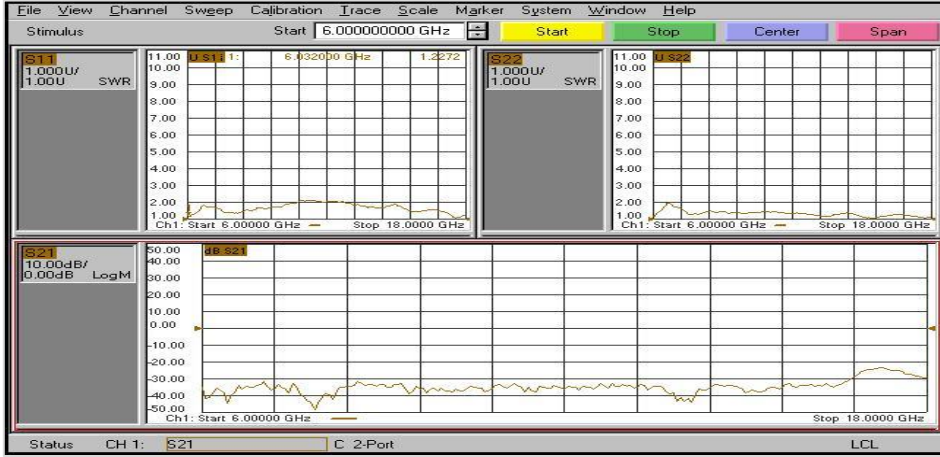 File View Channel Sweep Calibration Trace Scale Marker System Window Help
Stimulus Start 6.000000000 GHz Start Stop Center Span
S11
1.000U/
1.00U SWR
11.00
10.00
9.00
8.00
7.00
6.00
5.00
4.00
3.00
2.00
1.00
1: 6.032000 GHz 1.2272
Ch1: Start 6.00000 GHz Stop 18.0000 GHz
S22
1.000U/
1.00U SWR
11.00 U S22
10.00
9.00
8.00
7.00
6.00
5.00
4.00
3.00
2.00
1.00
Ch1: Start 6.00000 GHz Stop 18.0000 GHz
S21
10.00dB/
0.00dB LogM
50.00 dB S21
40.00
30.00
20.00
10.00
0.00
-10.00
-20.00
-30.00
-40.00
-50.00
Ch1: Start 6.00000 GHz Stop 18.0000 GHz
Status CH 1: S21 C 2-Port LCL